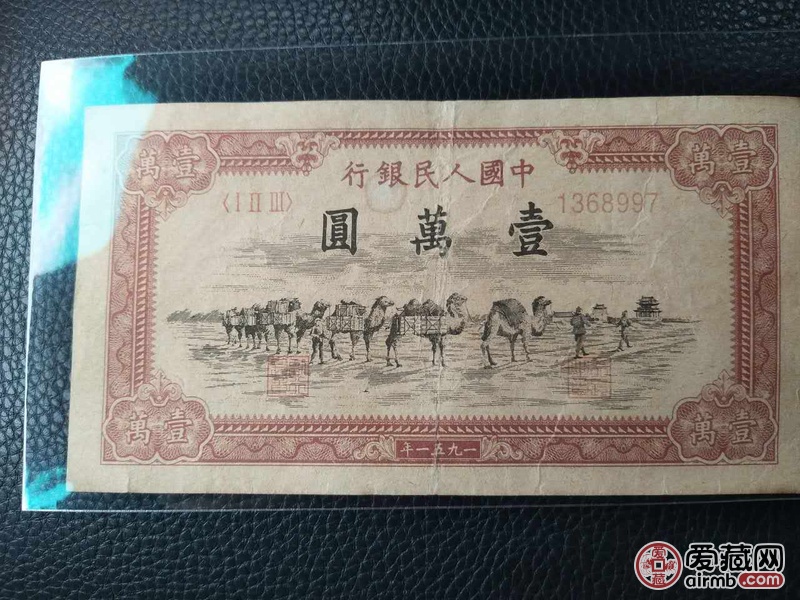 萬壹
萬壹
行銀民人國中
〈I II III〉
1368997
圓萬壹
萬壹
萬壹
年一五九一
爱藏网
airmb.com